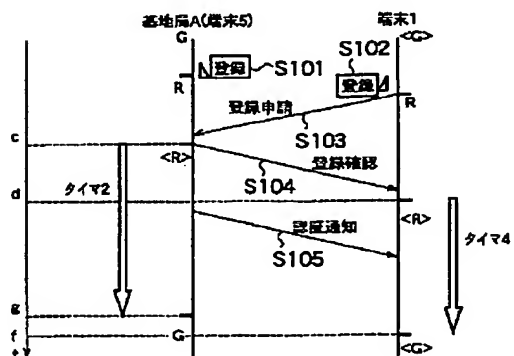 基地局A(端末5)
端末1
G
<G>
登録
S101
S102
登録
R
R
登録申請
S103
c
<R>
登録確認
S104
タイマ2
d
<R>
認証通知
S105
タイマ4
g
G
f
<G>
t